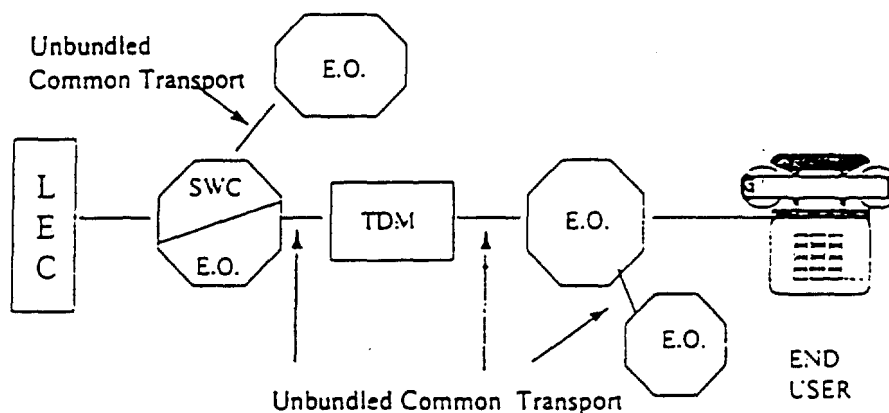 Unbundled
Common Transport
E.O.
L
E
C
SWC
E.O.
TDM
E.O.
E.O.
END
USER
Unbundled Common Transport